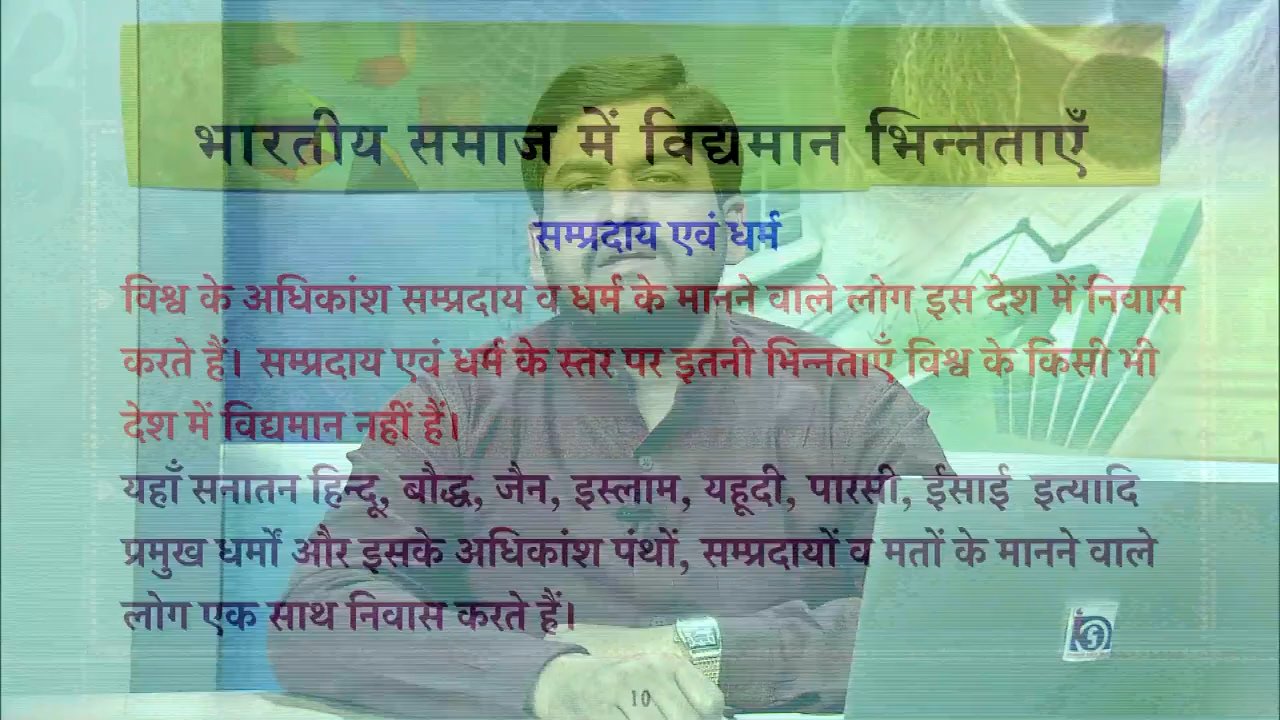 भारतीय समाज में विद्यमान भिन्नताएँ
सम्प्रदाय एवं धर्म
विश्व के अधिकांश सम्प्रदाय व धर्म के मानने वाले लोग इस देश में निवास
करते हैं। सम्प्रदाय एवं धर्म के स्तर पर इतनी भिन्नताएँ विश्व के किसी भी
देश में विद्यमान नहीं हैं।
यहाँ सनातन हिन्दू, बौद्ध, जैन, इस्लाम, यहूदी, पारसी, ईसाई इत्यादि
प्रमुख धर्मों और इसके अधिकांश पंथों, सम्प्रदायों व मतों के मानने वाले
लोग एक साथ निवास करते हैं।
10